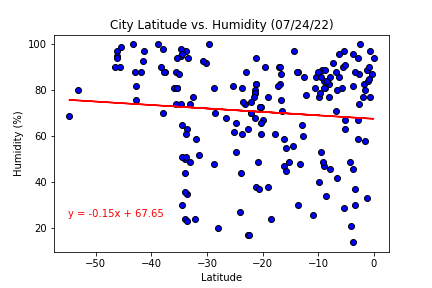 City Latitude vs. Humidity (07/24/22)
100
80
60
40
20
Humidity (%)
y = -0.15x + 67.65
−50
−40
−30
−20
−10
0
Latitude